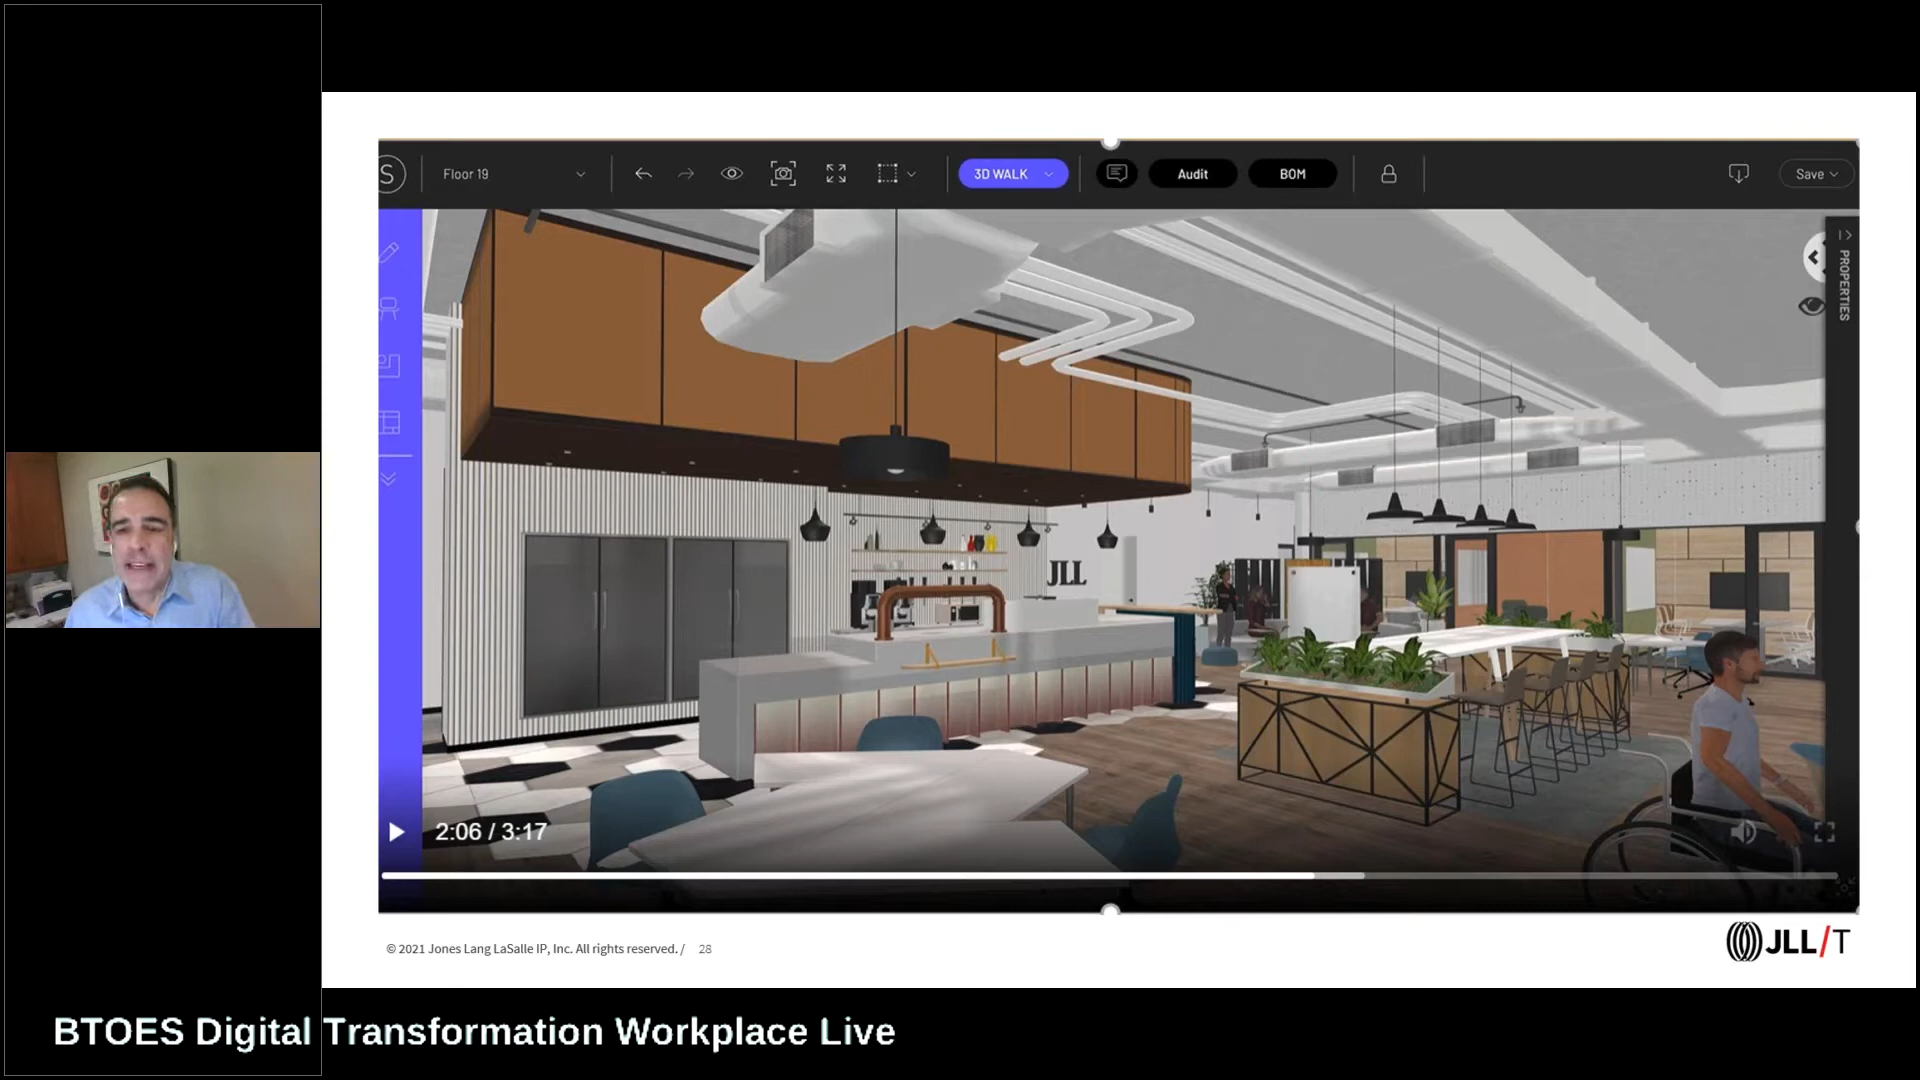 S Floor 19 3D WALK Audit BOM Save
PROPERTIES
JLL
2:06 / 3:17
© 2021 Jones Lang LaSalle IP, Inc. All rights reserved. / 28
JLL/T
BTOES Digital Transformation Workplace Live